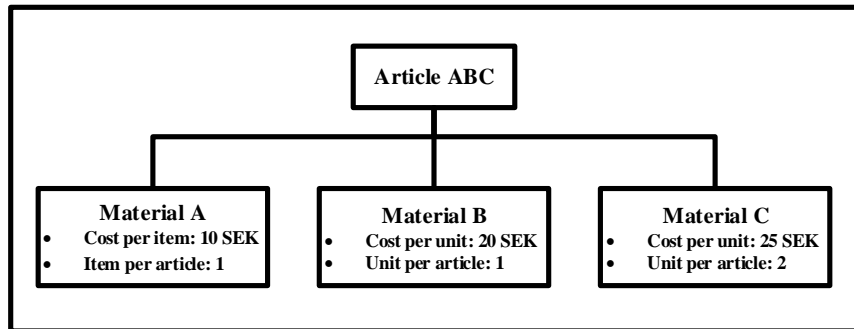 Article ABC
Material A
• Cost per item: 10 SEK
• Item per article: 1
Material B
• Cost per unit: 20 SEK
• Unit per article: 1
Material C
• Cost per unit: 25 SEK
• Unit per article: 2